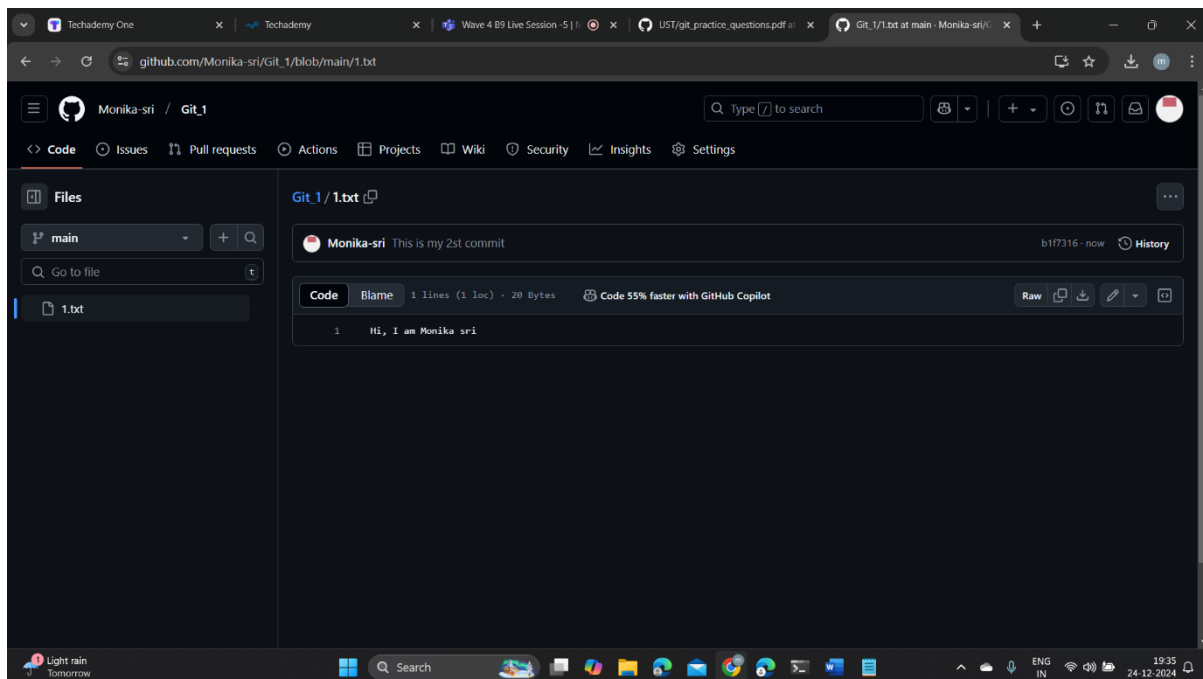 Techademy One
Techademy
Wave 4 B9 Live Session -5 |
UST/git_practice_questions.pdf at
Git_1/1.txt at main · Monika-sri/G
github.com/Monika-sri/Git_1/blob/main/1.txt
m
Monika-sri / Git_1
Type / to search
Code Issues Pull requests Actions Projects Wiki Security Insights Settings
Files
Git_1 / 1.txt
main
Monika-sri This is my 2st commit
b1f7316 · now History
Go to file t
Code Blame 1 lines (1 loc) · 20 Bytes Code 55% faster with GitHub Copilot Raw
1.txt
1 Hi, I am Monika sri
1
Light rain
Tomorrow
Search
ENG
IN
19:35
24-12-2024